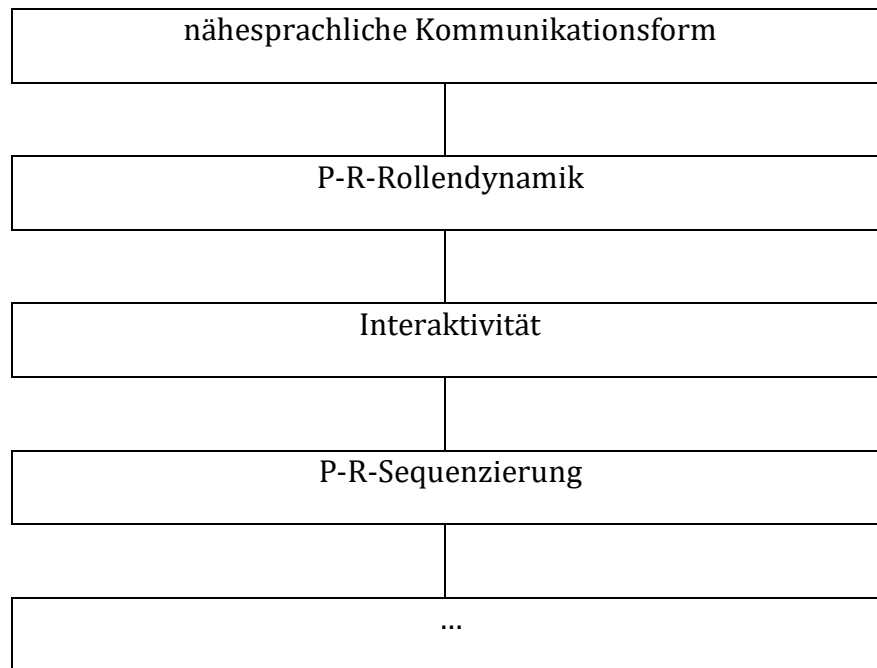 nähesprachliche Kommunikationsform
P-R-Rollendynamik
Interaktivität
P-R-Sequenzierung
...